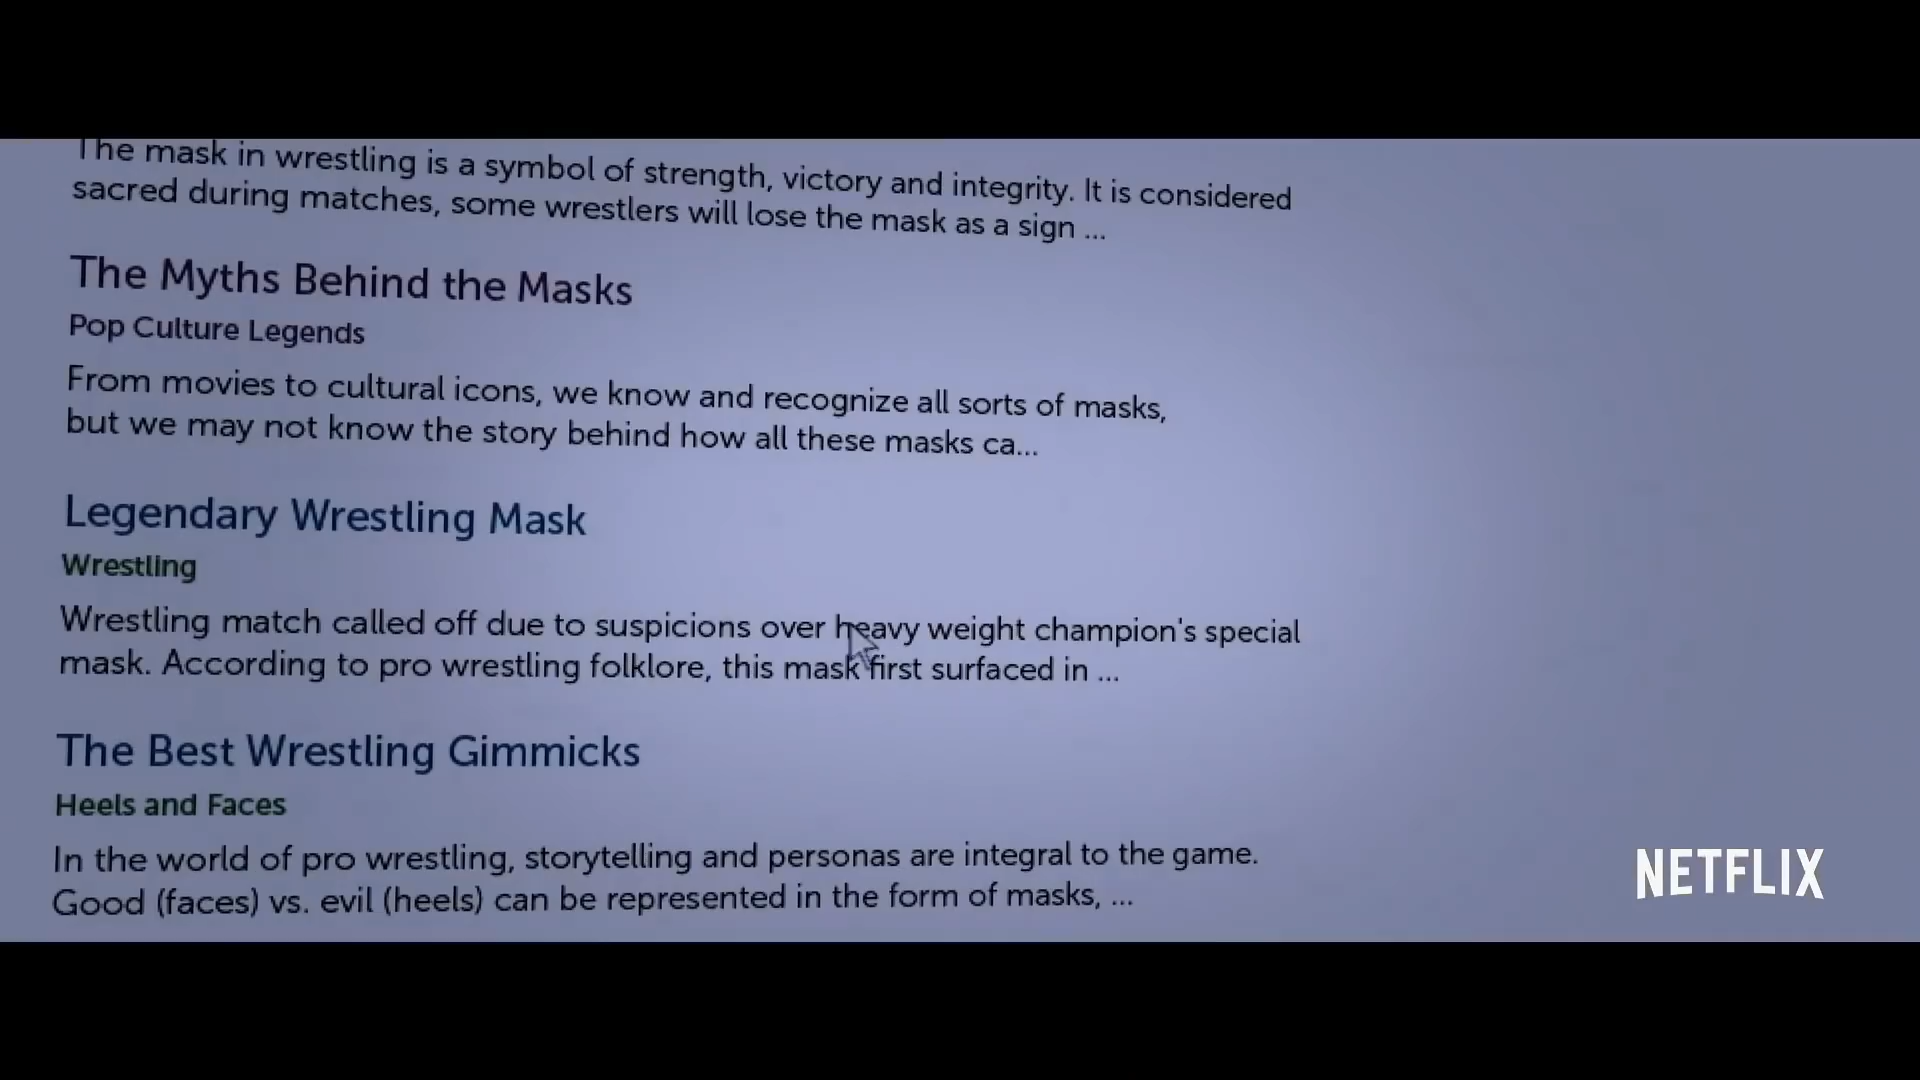 The mask in wrestling is a symbol of strength, victory and integrity. It is considered
sacred during matches, some wrestlers will lose the mask as a sign ...
The Myths Behind the Masks
Pop Culture Legends
From movies to cultural icons, we know and recognize all sorts of masks,
but we may not know the story behind how all these masks ca...
Legendary Wrestling Mask
Wrestling
Wrestling match called off due to suspicions over heavy weight champion's special
mask. According to pro wrestling folklore, this mask first surfaced in ...
The Best Wrestling Gimmicks
Heels and Faces
In the world of pro wrestling, storytelling and personas are integral to the game.
Good (faces) vs. evil (heels) can be represented in the form of masks, ...
NETFLIX